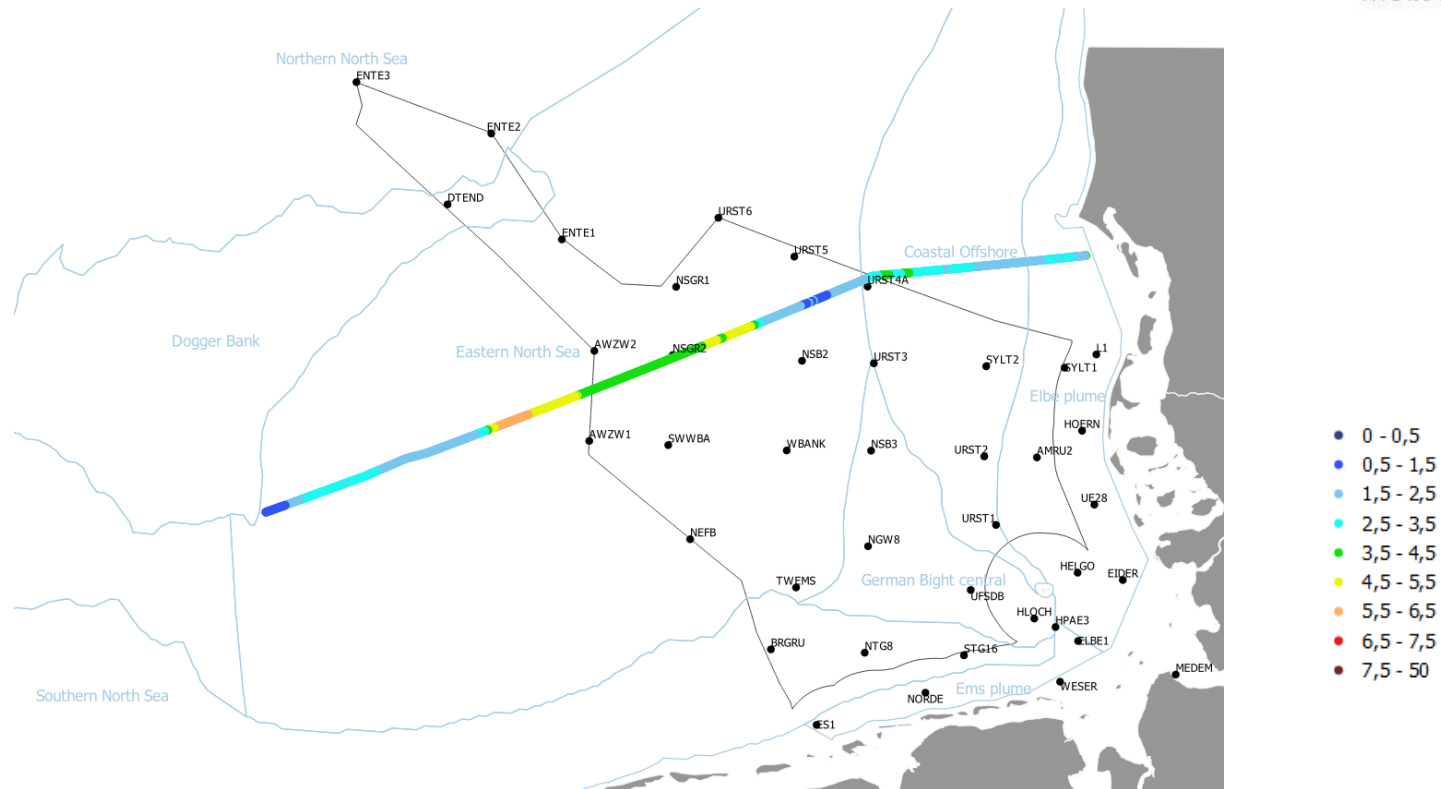 Northern North Sea
ENTE3
ENTE2
DTEND
URST6
ENTE1
URST5
Coastal Offshore
NSGR1
URST4A
Dogger Bank
Eastern North Sea
AWZW2
NSGR2
NSB2
URST3
SYLT2
L1
SYLT1
Elbe plume
HOERN
AWZW1
SWWBA
WBANK
NSB3
URST2
AMRU2
UE28
URST1
NEFB
NGW8
HELGO
EIDER
TWEMS
German Bight central
UFSDB
HLOCH
HPAE3
BRGRU
NTG8
STG16
ELBE1
MEDEM
Southern North Sea
Ems plume
WESER
NORDE
ES1
0 - 0,5
0,5 - 1,5
1,5 - 2,5
2,5 - 3,5
3,5 - 4,5
4,5 - 5,5
5,5 - 6,5
6,5 - 7,5
7,5 - 50